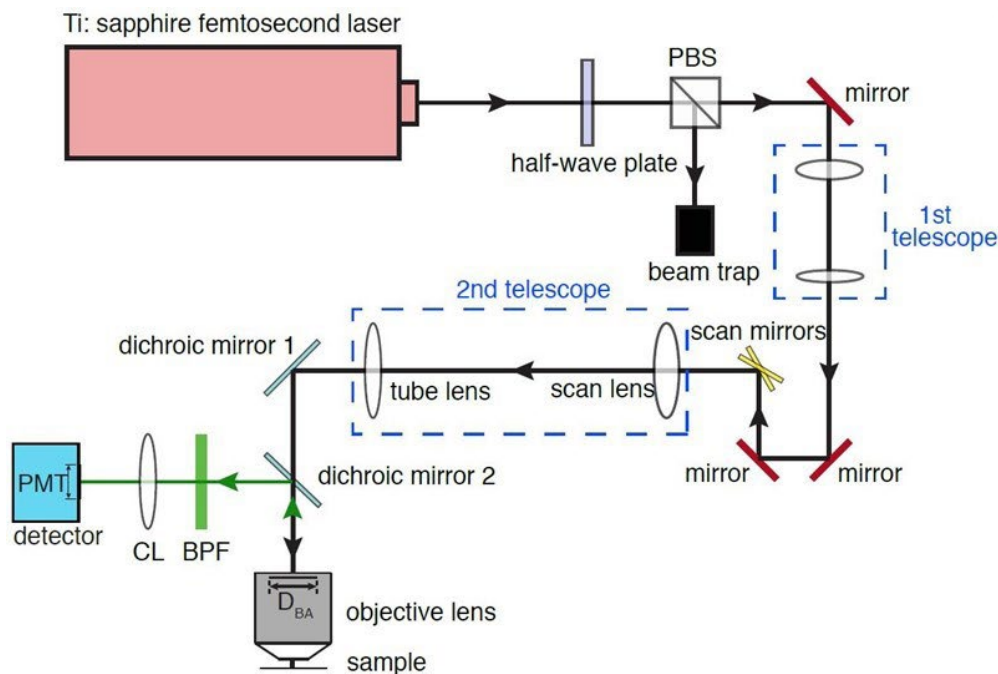 Ti: sapphire femtosecond laser
PBS
mirror
half-wave plate
1st
telescope
beam trap
2nd telescope
scan mirrors
dichroic mirror 1
tube lens
scan lens
mirror
mirror
dichroic mirror 2
PMT
detector
CL
BPF
D_BA
objective lens
sample